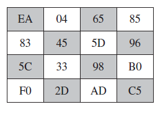 EA 04 65 85
83 45 5D 96
5C 33 98 B0
F0 2D AD C5